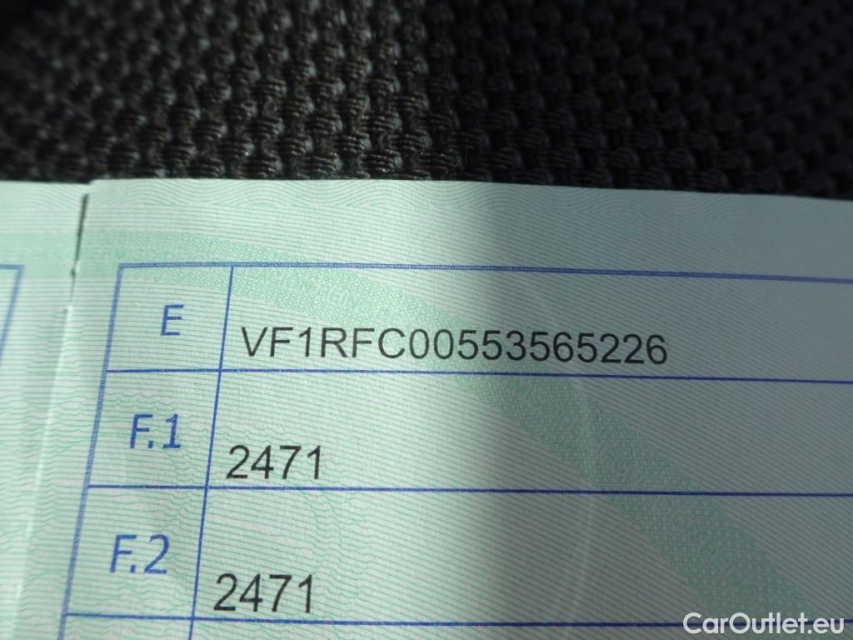 E VF1RFC00553565226
F.1 2471
F.2 2471
CarOutlet.eu